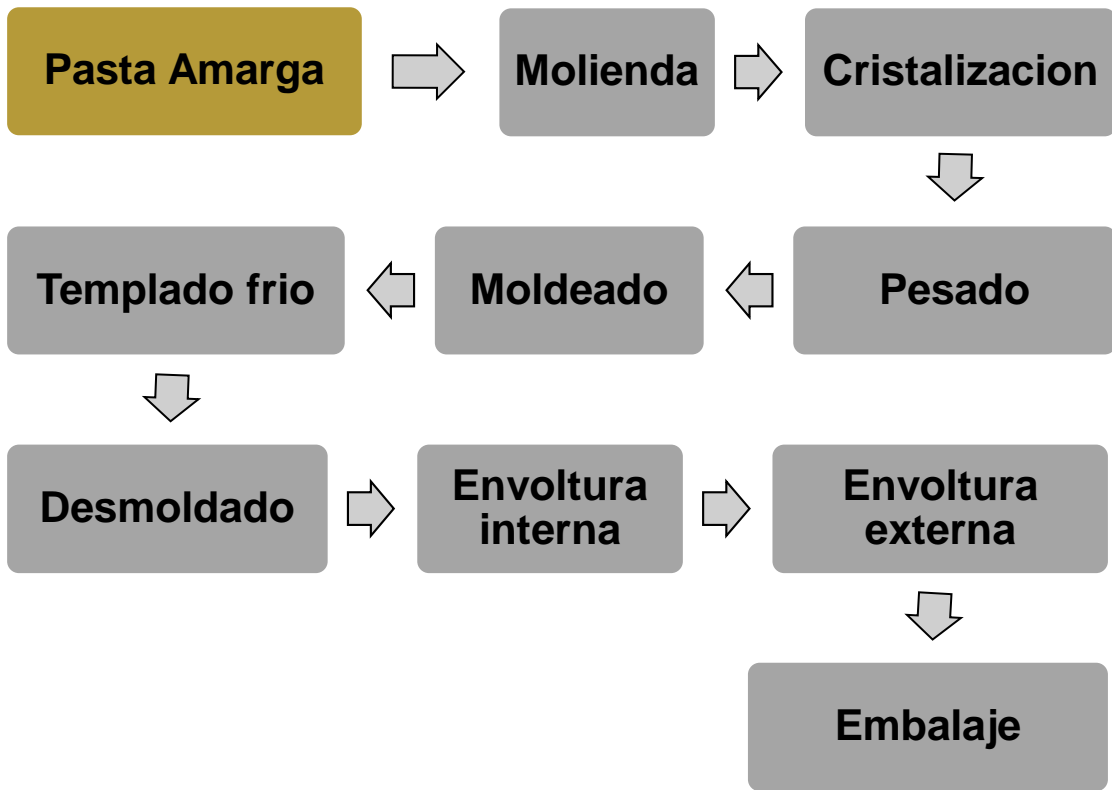 Pasta Amarga
Molienda
Cristalizacion
Pesado
Moldeado
Templado frio
Desmoldado
Envoltura
interna
Envoltura
externa
Embalaje